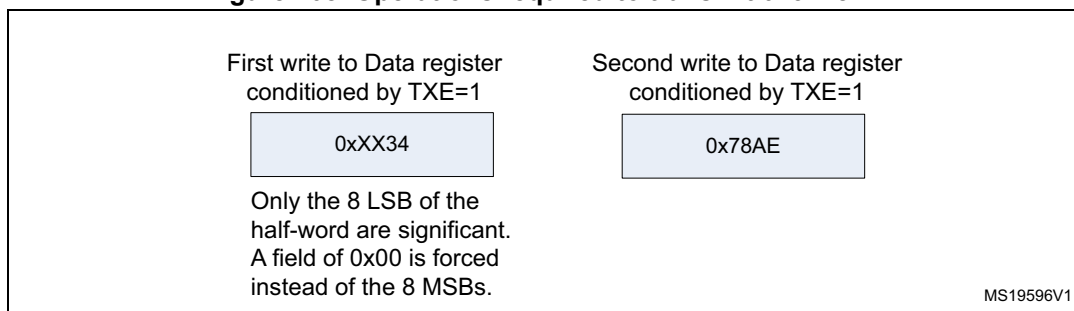 First write to Data register
conditioned by TXE=1
0xXX34
Only the 8 LSB of the
half-word are significant.
A field of 0x00 is forced
instead of the 8 MSBs.
Second write to Data register
conditioned by TXE=1
0x78AE
MS19596V1